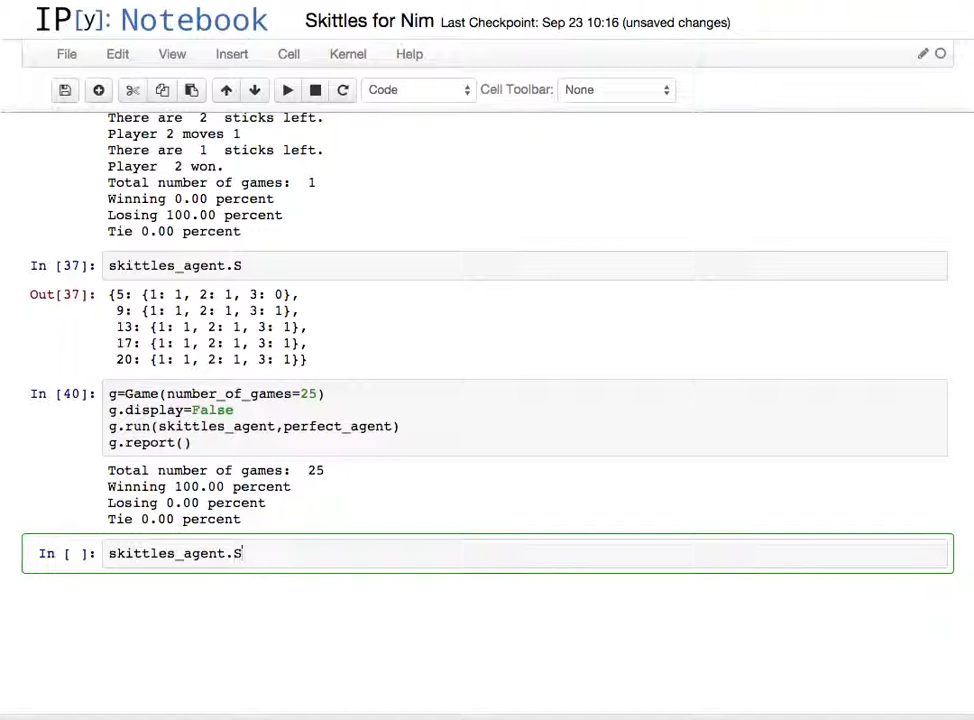 IP[y]: Notebook Skittles for Nim Last Checkpoint: Sep 23 10:16 (unsaved changes)
File Edit View Insert Cell Kernel Help
Code Cell Toolbar: None
There are  2  sticks left.
Player 2 moves 1
There are  1  sticks left.
Player  2 won.
Total number of games:  1
Winning 0.00 percent
Losing 100.00 percent
Tie 0.00 percent
In [37]: skittles_agent.S
Out[37]: {5: {1: 1, 2: 1, 3: 0},
9: {1: 1, 2: 1, 3: 1},
13: {1: 1, 2: 1, 3: 1},
17: {1: 1, 2: 1, 3: 1},
20: {1: 1, 2: 1, 3: 1}}
In [40]: g=Game(number_of_games=25)
g.display=False
g.run(skittles_agent,perfect_agent)
g.report()
Total number of games:  25
Winning 100.00 percent
Losing 0.00 percent
Tie 0.00 percent
In [ ]: skittles_agent.S